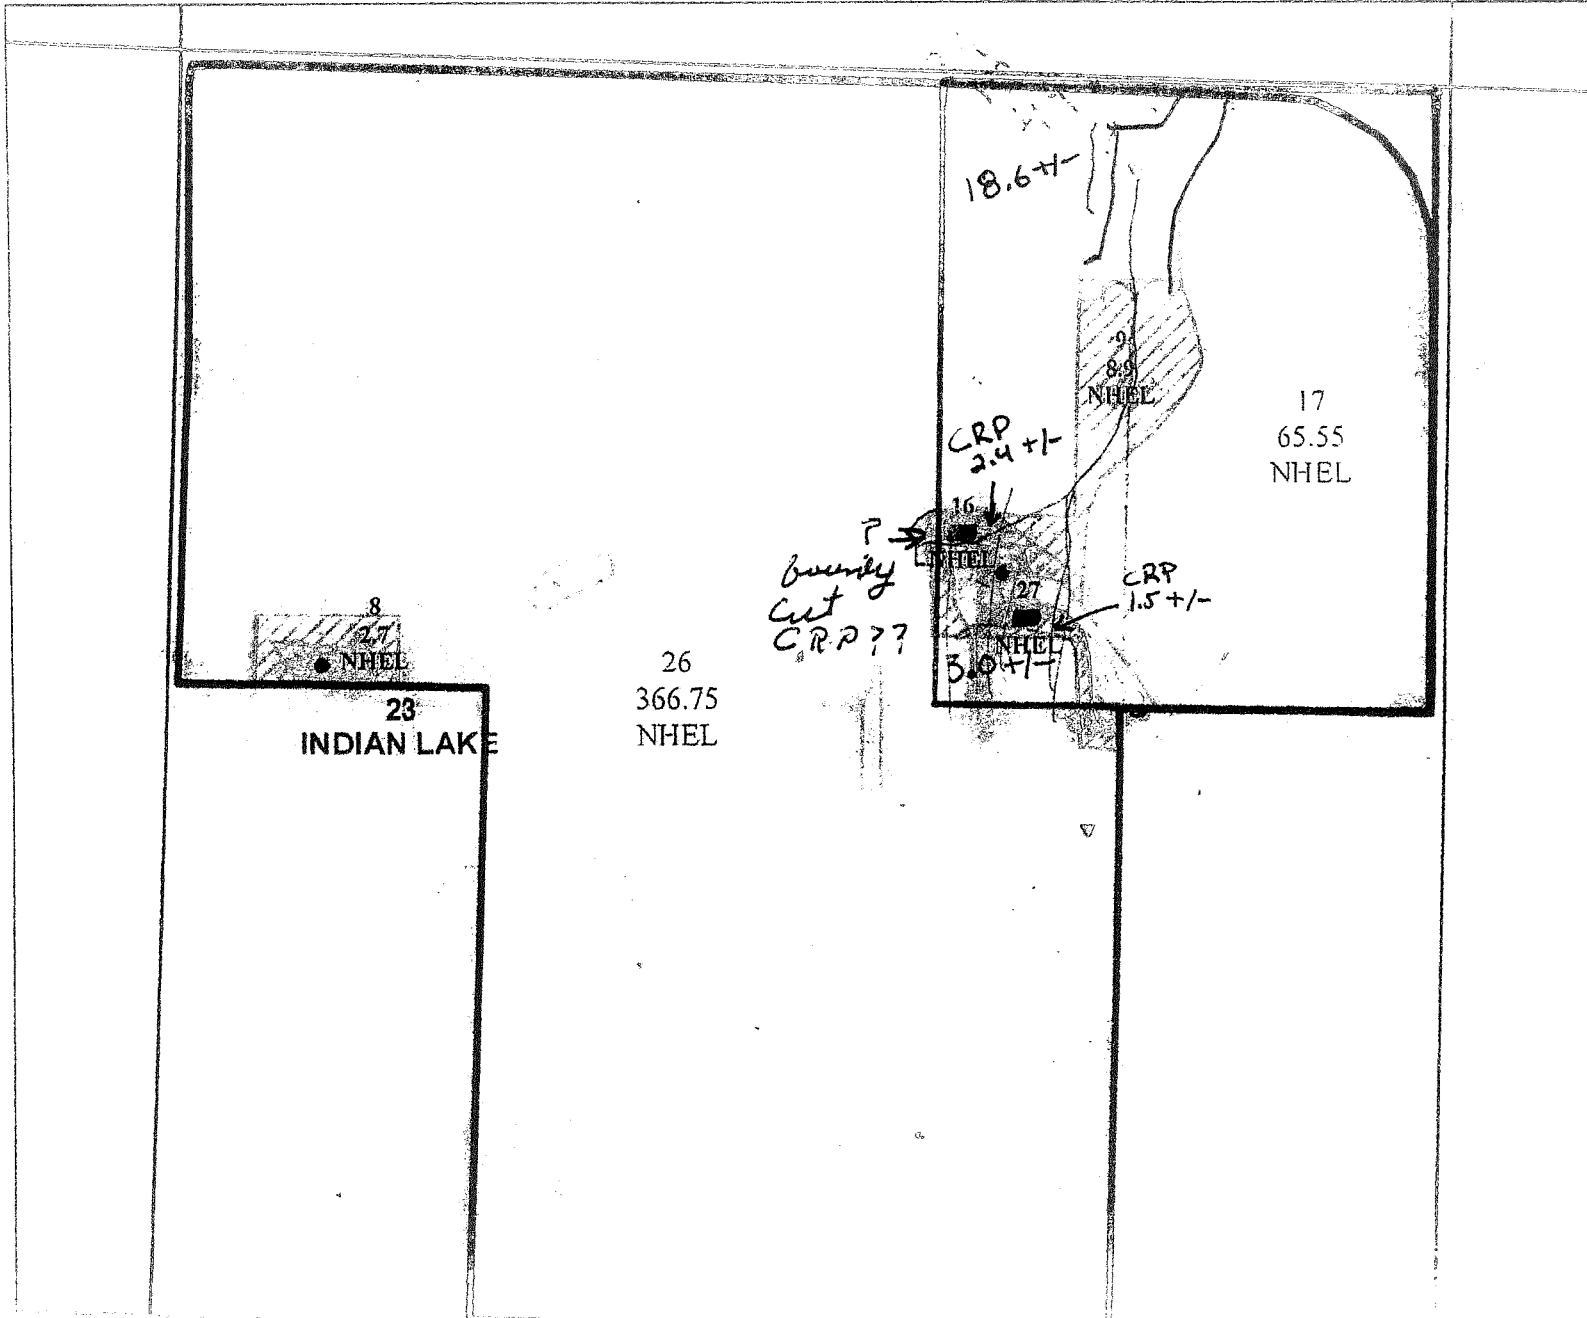 18.6 +/-
9
8.9
NHEL
17
65.55
NHEL
CRP
2.4 +/-
16
NHEL
?
Cut
CRP??
27
NHEL
3.0 +/-
CRP
1.5 +/-
8
2.7
NHEL
23
INDIAN LAKE
26
366.75
NHEL